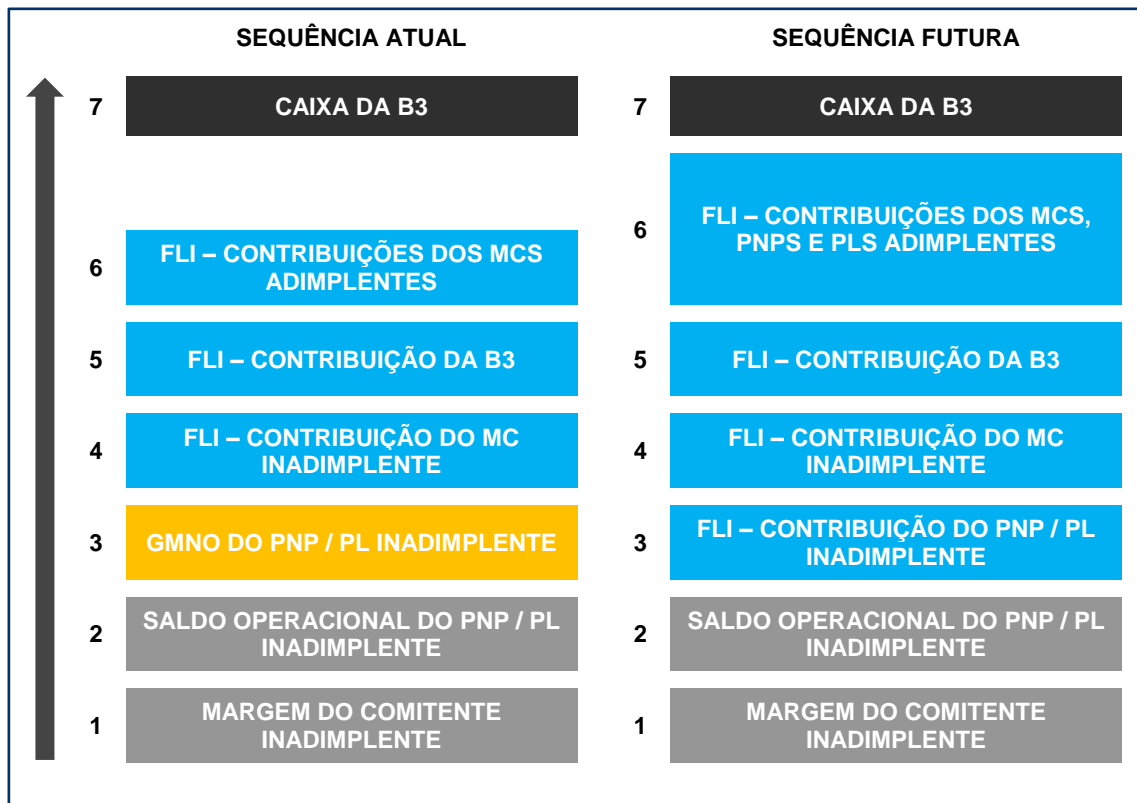 SEQUÊNCIA ATUAL
7
CAIXA DA B3
6
FLI – CONTRIBUIÇÕES DOS MCS
ADIMPLENTES
5
FLI – CONTRIBUIÇÃO DA B3
4
FLI – CONTRIBUIÇÃO DO MC
INADIMPLENTE
3
GMNO DO PNP / PL INADIMPLENTE
2
SALDO OPERACIONAL DO PNP / PL
INADIMPLENTE
1
MARGEM DO COMITENTE
INADIMPLENTE
SEQUÊNCIA FUTURA
7
CAIXA DA B3
6
FLI – CONTRIBUIÇÕES DOS MCS,
PNPS E PLS ADIMPLENTES
5
FLI – CONTRIBUIÇÃO DA B3
4
FLI – CONTRIBUIÇÃO DO MC
INADIMPLENTE
3
FLI – CONTRIBUIÇÃO DO PNP / PL
INADIMPLENTE
2
SALDO OPERACIONAL DO PNP / PL
INADIMPLENTE
1
MARGEM DO COMITENTE
INADIMPLENTE